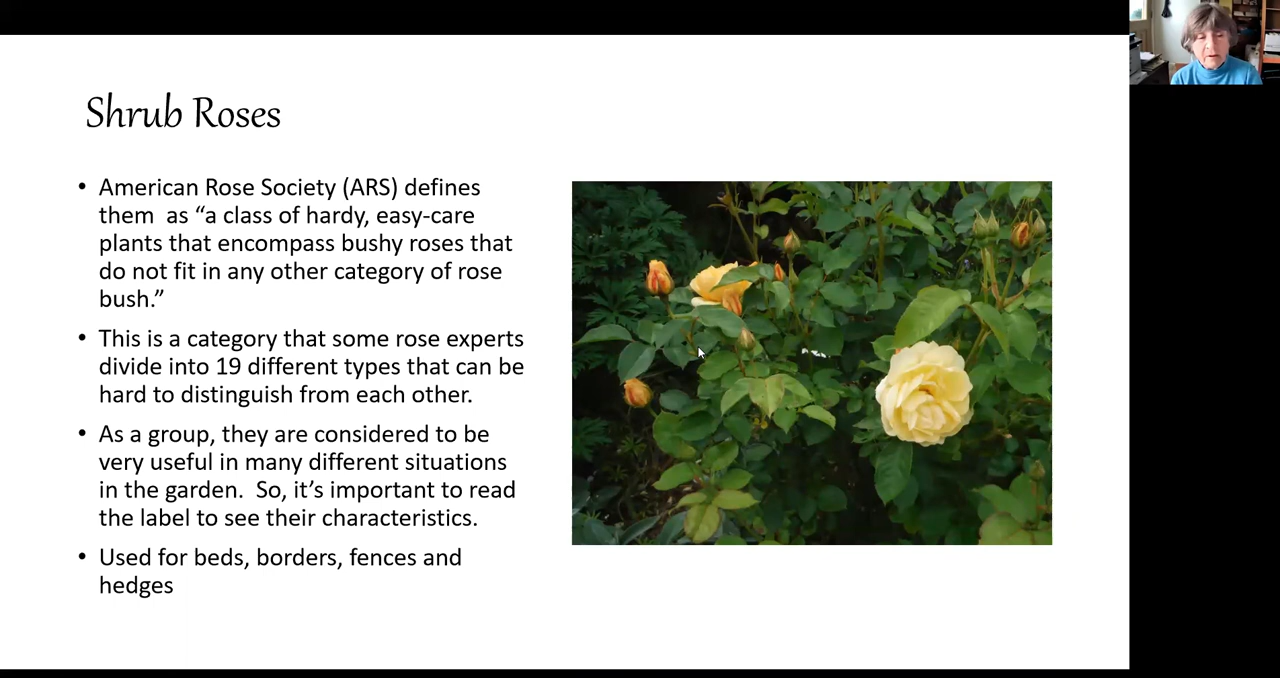 Shrub Roses
• American Rose Society (ARS) defines
them  as “a class of hardy, easy-care
plants that encompass bushy roses that
do not fit in any other category of rose
bush.”
• This is a category that some rose experts
divide into 19 different types that can be
hard to distinguish from each other.
• As a group, they are considered to be
very useful in many different situations
in the garden.  So, it’s important to read
the label to see their characteristics.
• Used for beds, borders, fences and
hedges